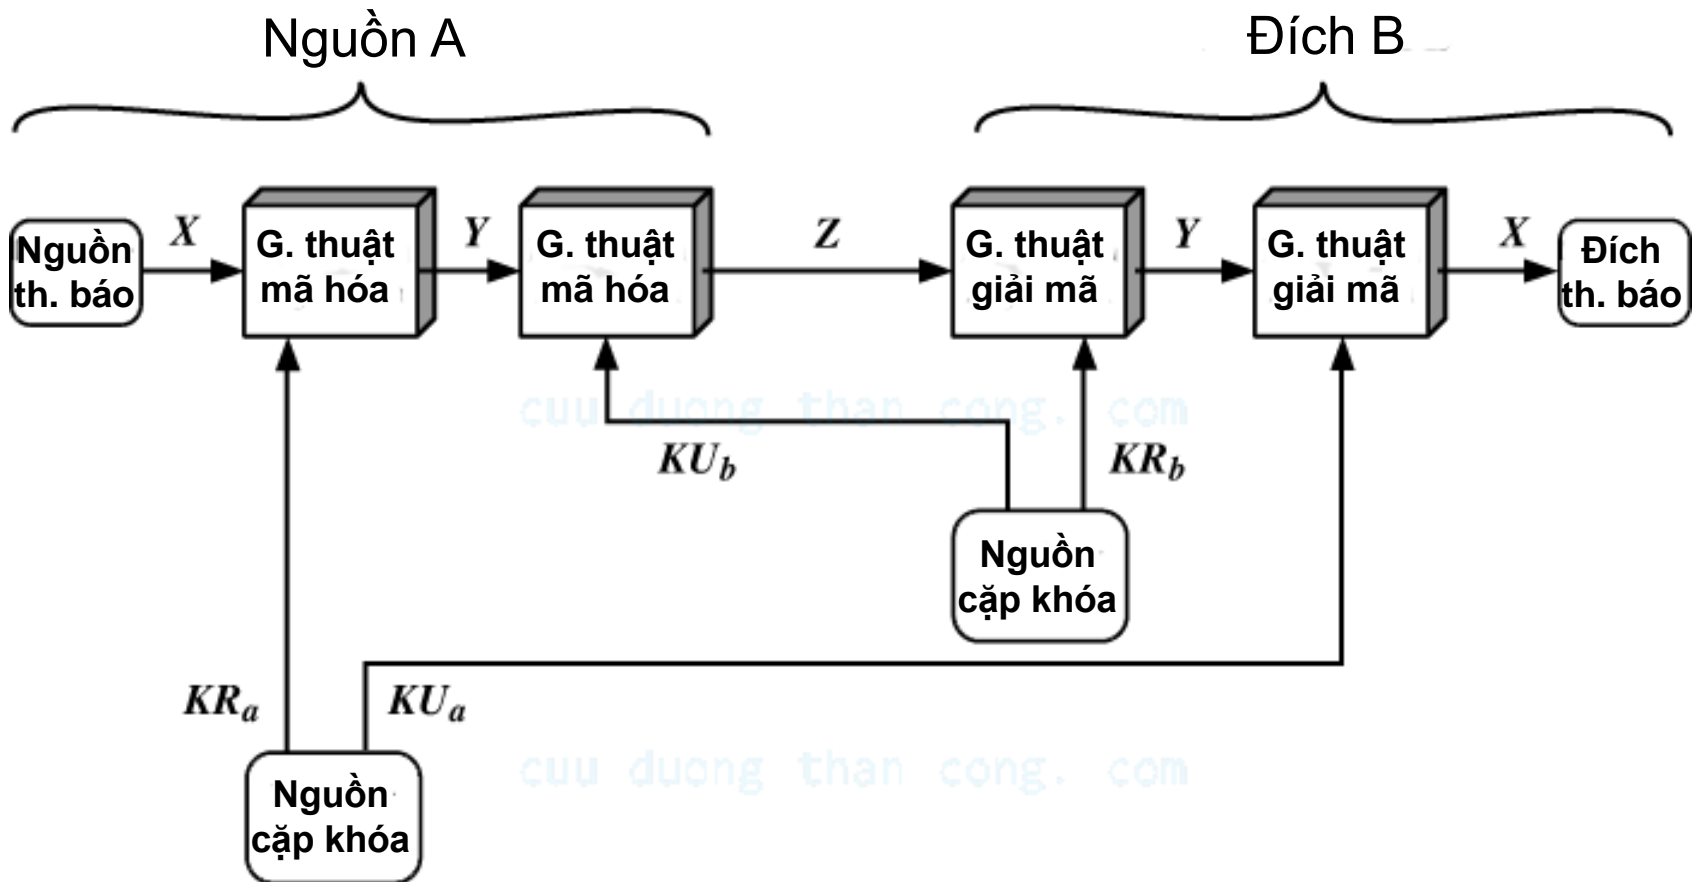 Nguồn A
Đích B
Nguồn
th. báo
X
G. thuật
mã hóa
Y
G. thuật
mã hóa
Z
G. thuật
giải mã
Y
G. thuật
giải mã
X
Đích
th. báo
cuu duong than cong. com
KUb
KRb
Nguồn
cặp khóa
KRa
KUa
Nguồn
cặp khóa
cuu duong than cong. com